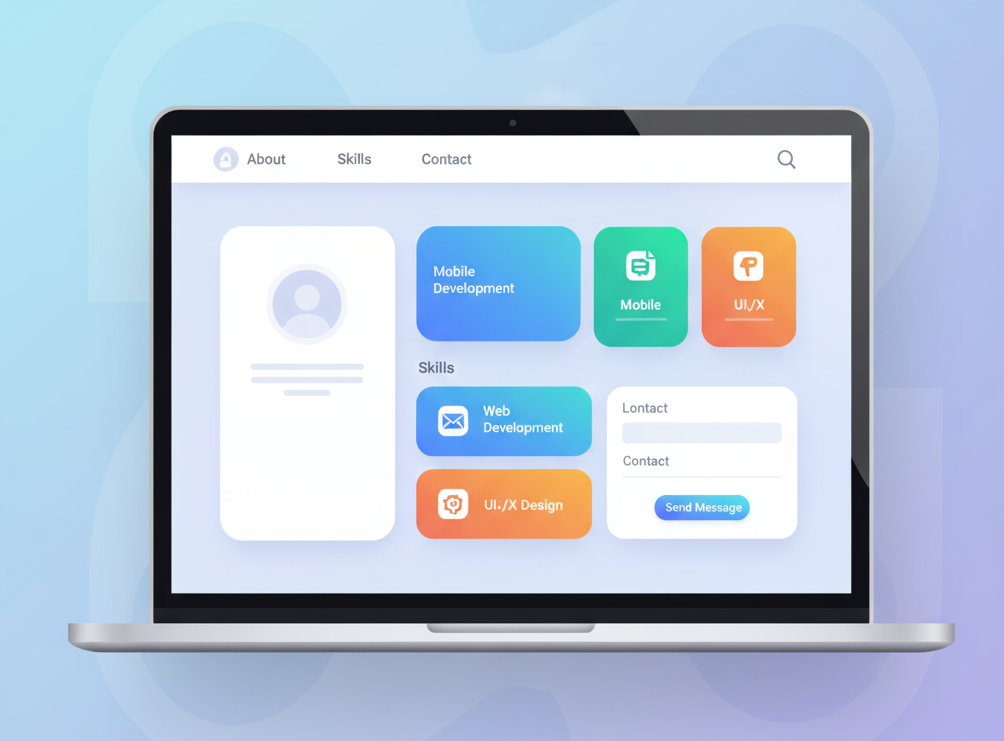 About
Skills
Contact
Mobile
Development
Mobile
UI./X
Skills
Web
Development
UI./X Design
Lontact
Contact
Send Message